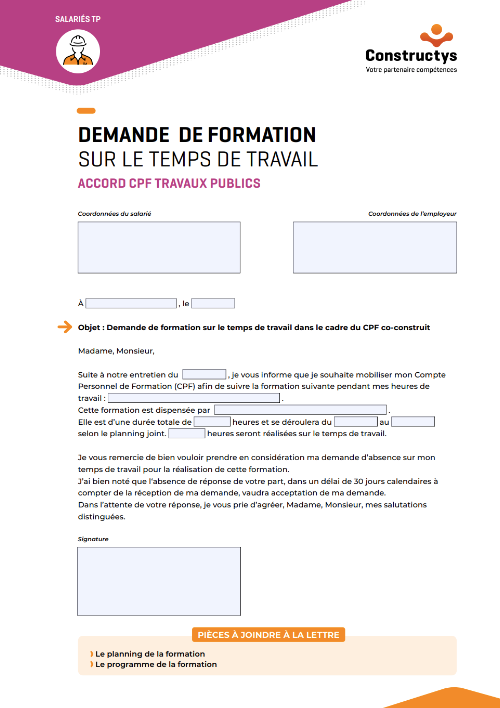 SALARIÉS TP
Constructys
Votre partenaire compétences
DEMANDE DE FORMATION
SUR LE TEMPS DE TRAVAIL
ACCORD CPF TRAVAUX PUBLICS
Coordonnées du salarié
Coordonnées de l'employeur
À , le
Objet : Demande de formation sur le temps de travail dans le cadre du CPF co-construit
Madame, Monsieur,
Suite à notre entretien du , je vous informe que je souhaite mobiliser mon Compte
Personnel de Formation (CPF) afin de suivre la formation suivante pendant mes heures de
travail : .
Cette formation est dispensée par .
Elle est d'une durée totale de heures et se déroulera du au
selon le planning joint. heures seront réalisées sur le temps de travail.
Je vous remercie de bien vouloir prendre en considération ma demande d'absence sur mon
temps de travail pour la réalisation de cette formation.
J'ai bien noté que l'absence de réponse de votre part, dans un délai de 30 jours calendaires à
compter de la réception de ma demande, vaudra acceptation de ma demande.
Dans l'attente de votre réponse, je vous prie d'agréer, Madame, Monsieur, mes salutations
distinguées.
Signature
PIÈCES À JOINDRE À LA LETTRE
Le planning de la formation
Le programme de la formation